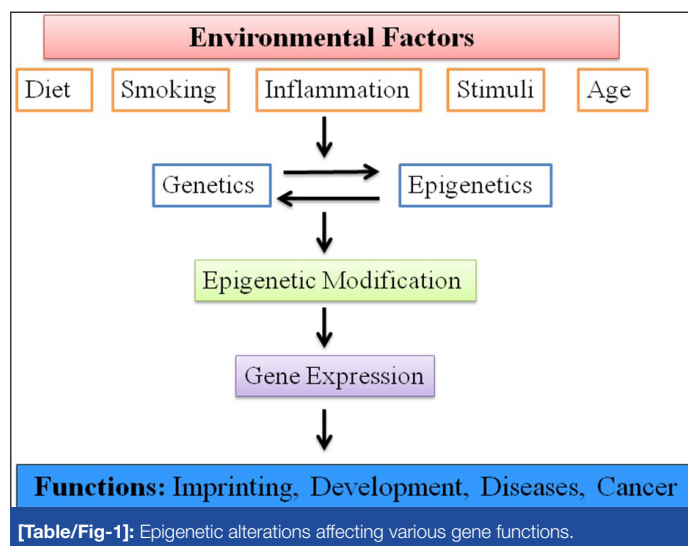 Environmental Factors
Diet Smoking Inflammation Stimuli Age
Genetics Epigenetics
Epigenetic Modification
Gene Expression
Functions: Imprinting, Development, Diseases, Cancer
[Table/Fig-1]: Epigenetic alterations affecting various gene functions.